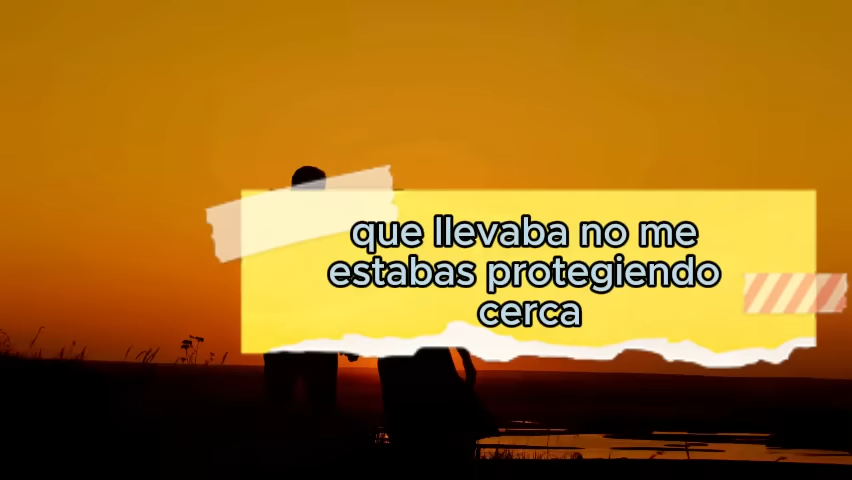 que llevaba no me
estabas protegiendo
cerca